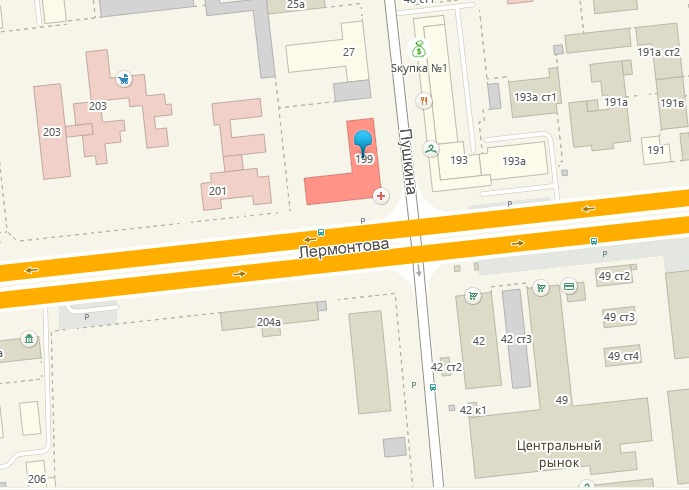 25а
40 ст1
27
191а ст2
Sкупка №1
203
193а ст1
191а
191в
203
Пушкина
199
193
193а
191
201
P
P
Лермонтова
P
49 ст2
P
204а
49 ст3
42
42 ст3
49 ст4
а
42 ст2
P
49
42 к1
Центральный
рынок
206